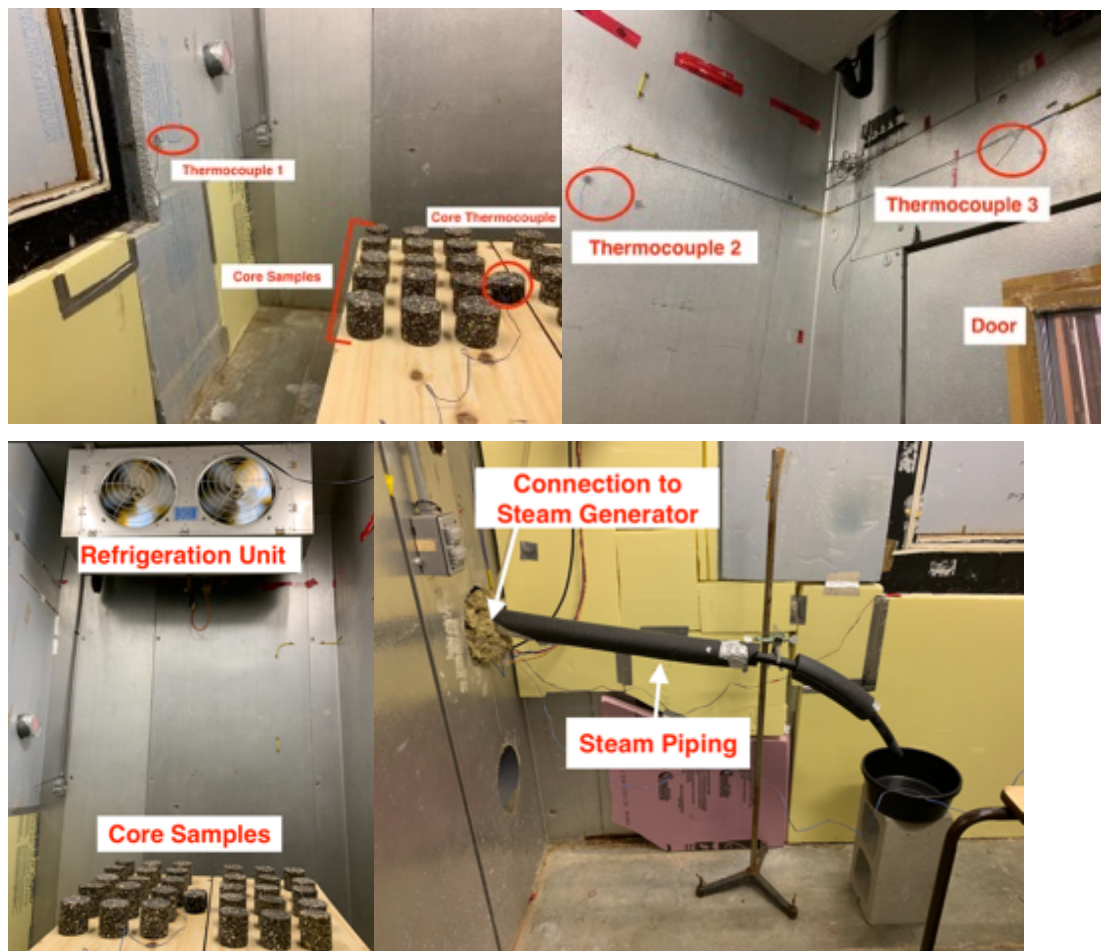 Thermocouple 1
Core Thermocouple
Core Samples
Thermocouple 2
Thermocouple 3
Door
Refrigeration Unit
Core Samples
Connection to
Steam Generator
Steam Piping